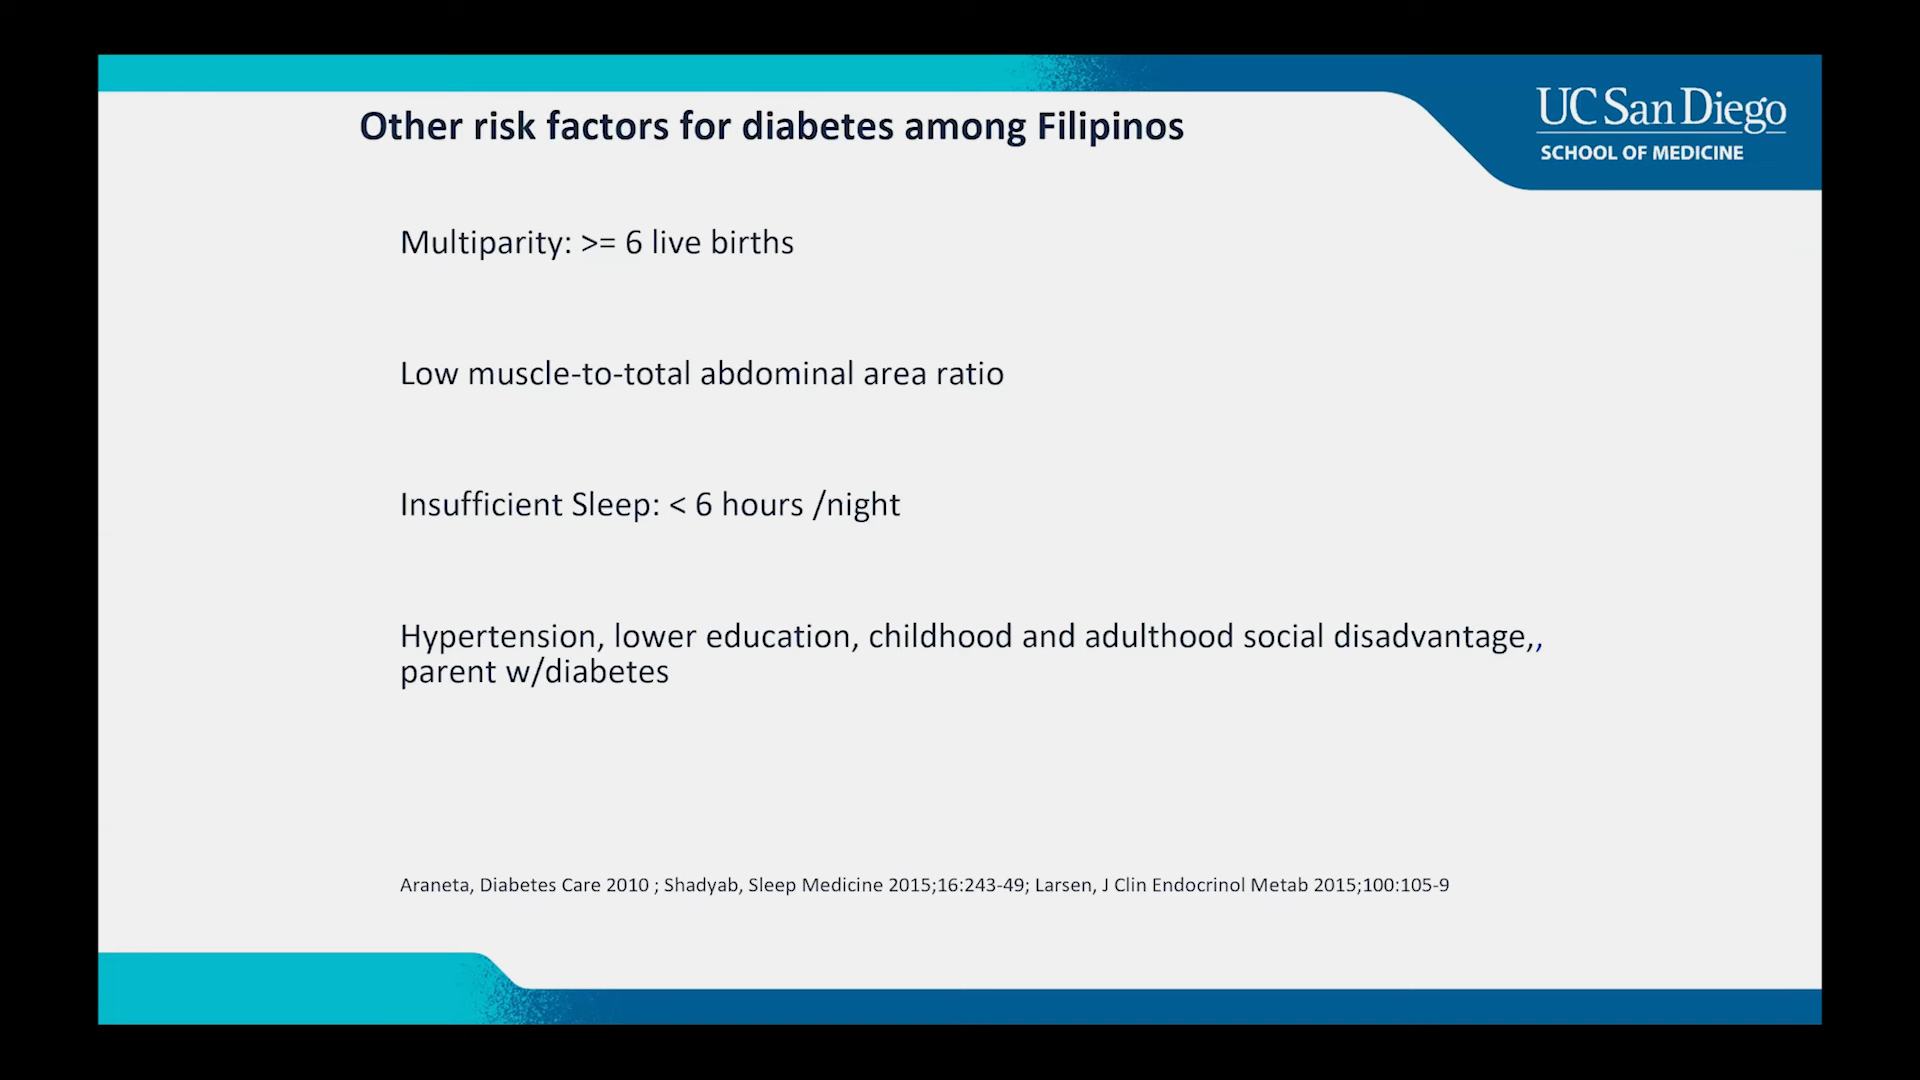 Other risk factors for diabetes among Filipinos
UC San Diego
SCHOOL OF MEDICINE
Multiparity: >= 6 live births
Low muscle-to-total abdominal area ratio
Insufficient Sleep: < 6 hours /night
Hypertension, lower education, childhood and adulthood social disadvantage,,
parent w/diabetes
Araneta, Diabetes Care 2010 ; Shadyab, Sleep Medicine 2015;16:243-49; Larsen, J Clin Endocrinol Metab 2015;100:105-9